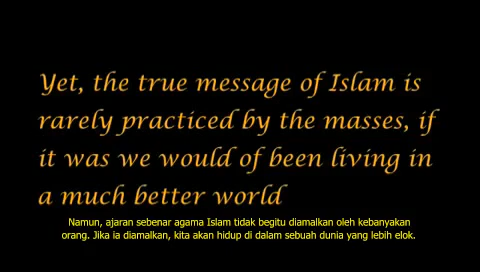 Yet, the true message of Islam is
rarely practiced by the masses, if
it was we would of been living in
a much better world
Namun, ajaran sebenar agama Islam tidak begitu diamalkan oleh kebanyakan
orang. Jika ia diamalkan, kita akan hidup di dalam sebuah dunia yang lebih elok.